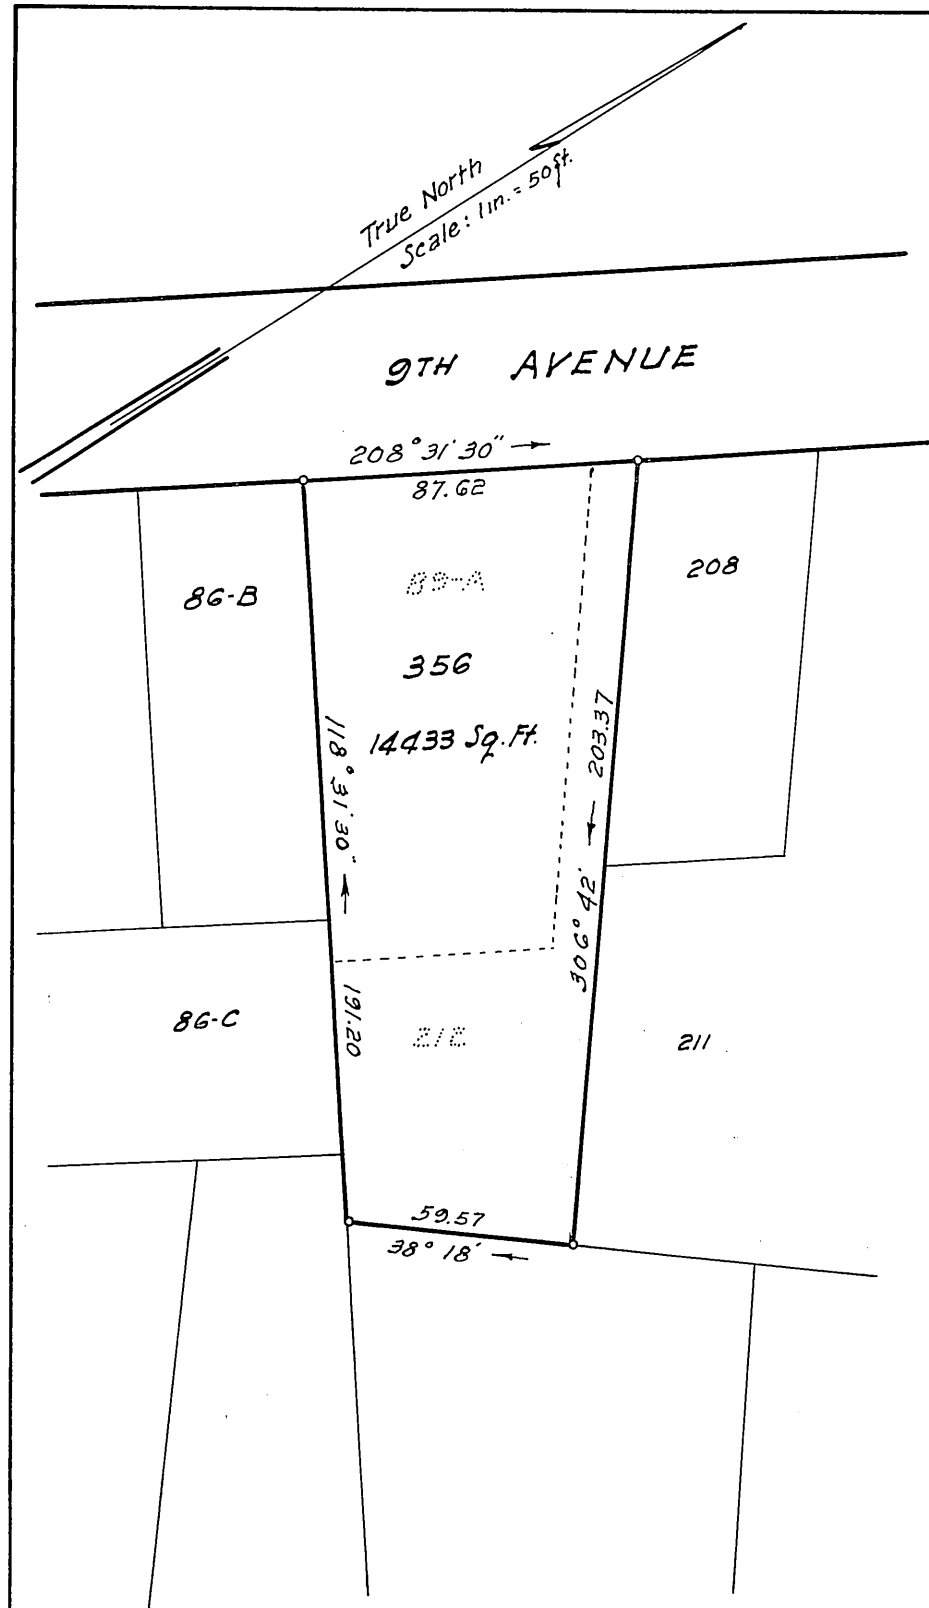 True North
Scale: 1in. = 50ft.
9TH AVENUE
208°31'30" →
87.62
86-B
89-A
208
356
14433 Sq.Ft.
118°31'30" →
203.37
306°42' ←
191.20
86-C
212
211
59.57
38°18' ←